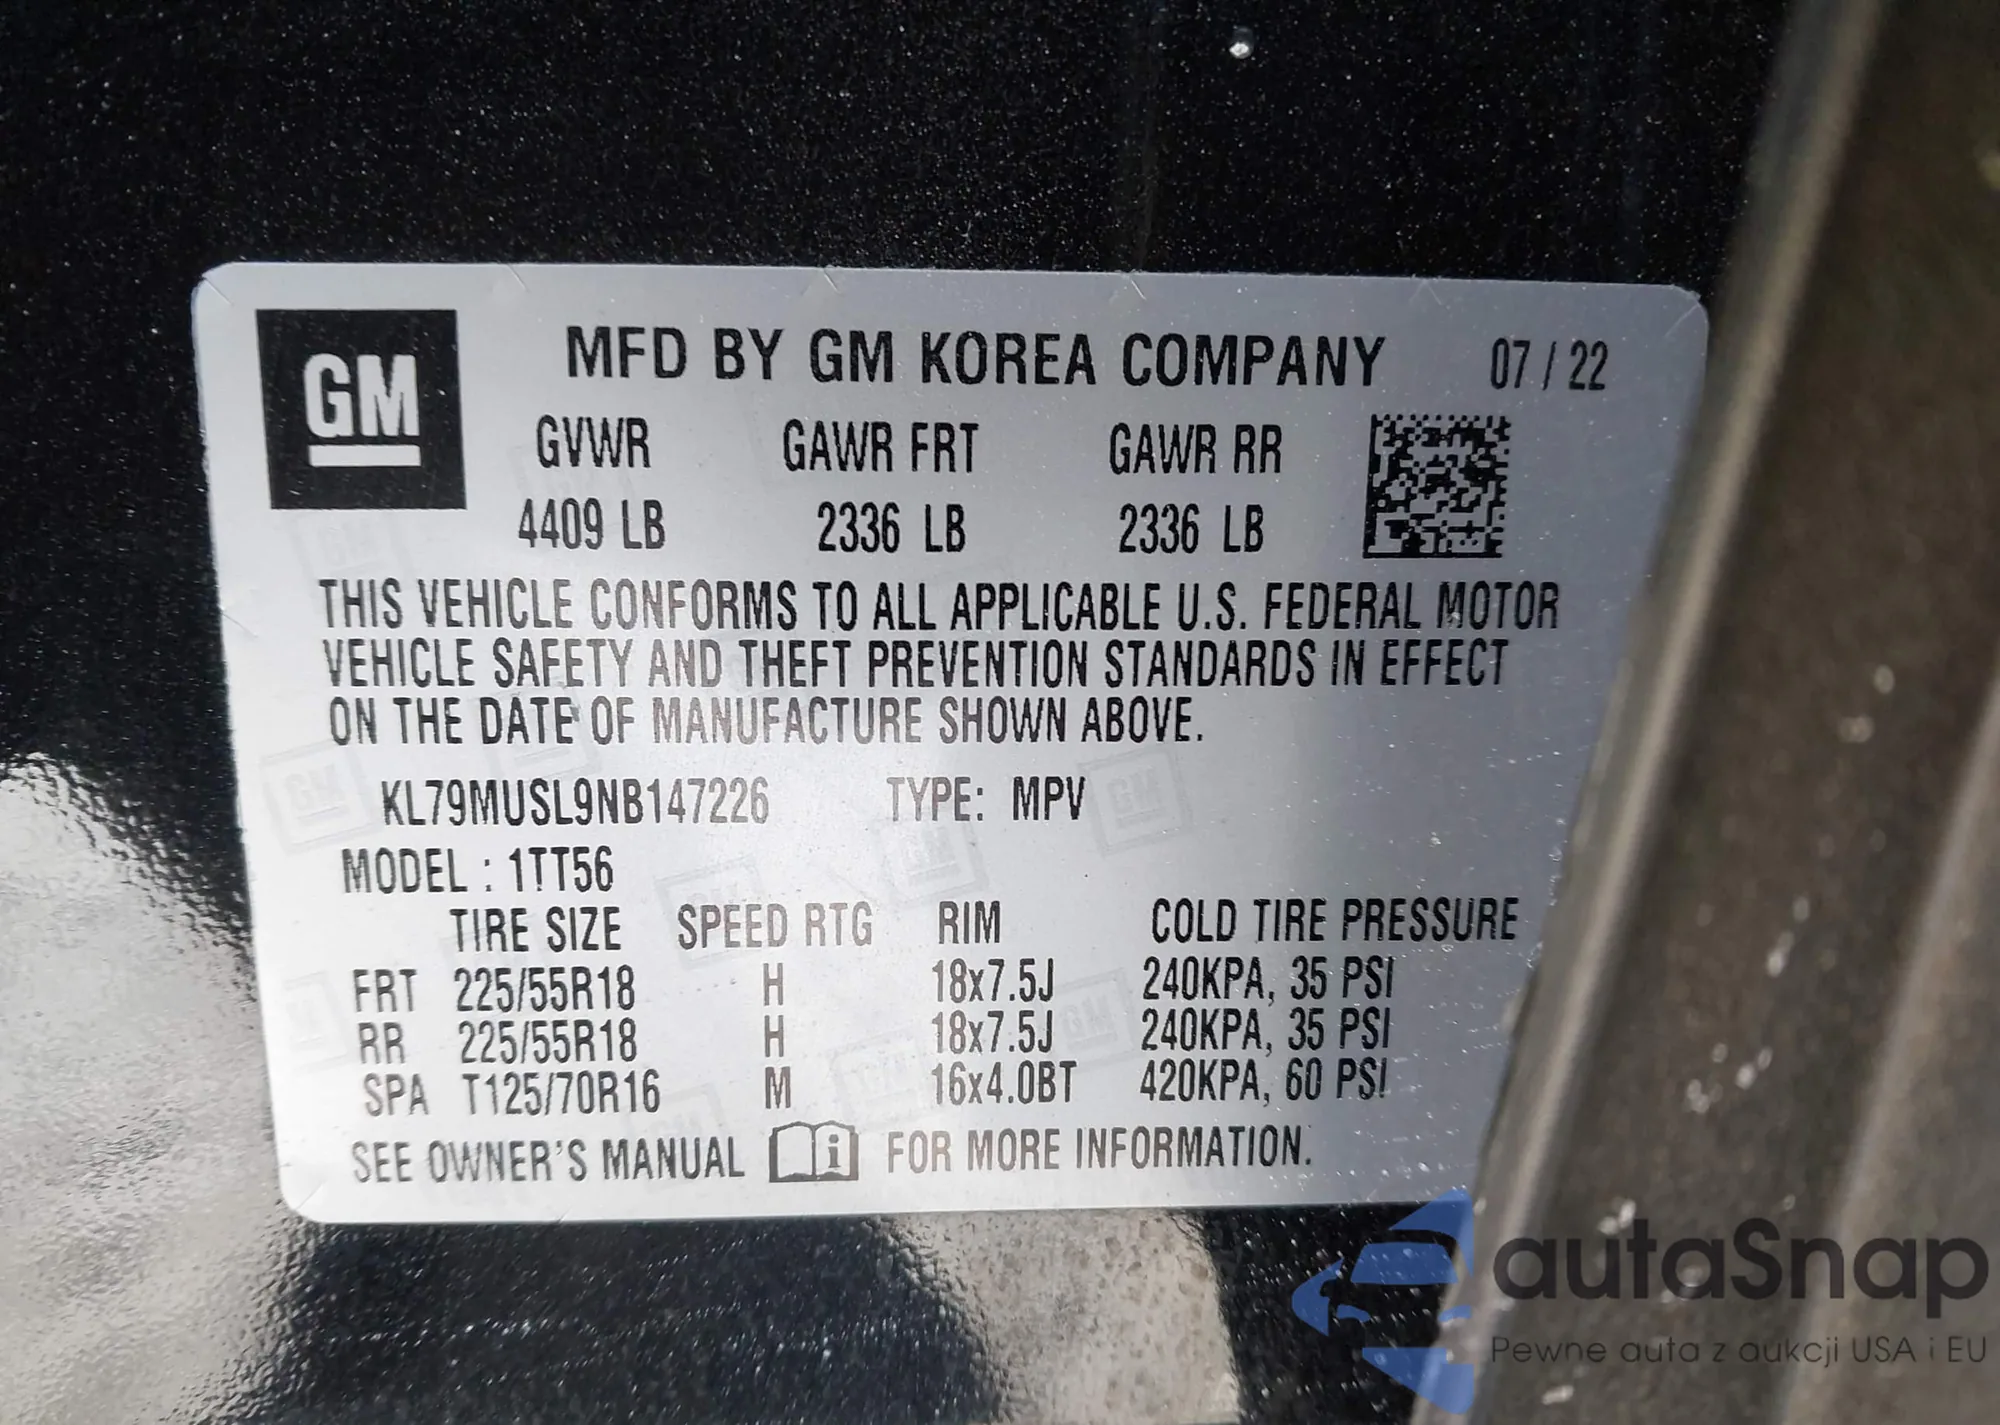 GM
MFD BY GM KOREA COMPANY 07 / 22
GVWR GAWR FRT GAWR RR
4409 LB 2336 LB 2336 LB
THIS VEHICLE CONFORMS TO ALL APPLICABLE U.S. FEDERAL MOTOR
VEHICLE SAFETY AND THEFT PREVENTION STANDARDS IN EFFECT
ON THE DATE OF MANUFACTURE SHOWN ABOVE.
KL79MUSL9NB147226 TYPE: MPV
MODEL : 1TT56
TIRE SIZE SPEED RTG RIM COLD TIRE PRESSURE
FRT 225/55R18 H 18x7.5J 240KPA, 35 PSI
RR 225/55R18 H 18x7.5J 240KPA, 35 PSI
SPA T125/70R16 M 16x4.0BT 420KPA, 60 PSI
SEE OWNER'S MANUAL i FOR MORE INFORMATION.
autaSnap
Pewne auta z aukcji USA i EU